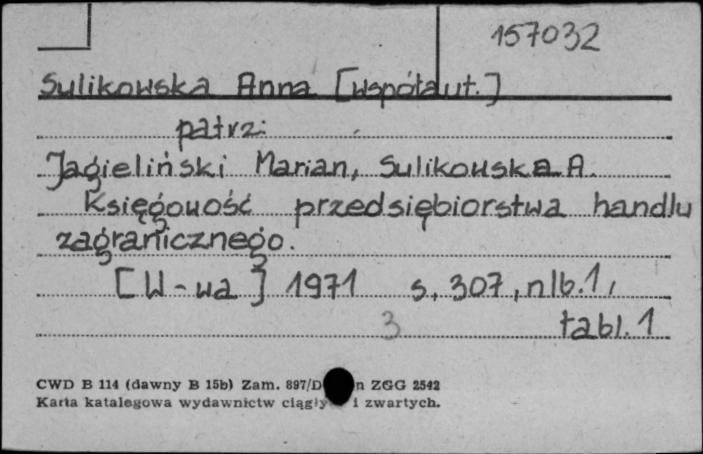 157032
Sulikowska Anna [współaut.]
patrz:
Jagieliński Marian, Sulikowska A.
Księgowość przedsiębiorstwa handlu
zagranicznego.
[W-wa] 1971 s. 307, nlb. 1,
3 tabl. 1
CWD B 114 (dawny B 15b) Zam. 897/D n ZGG 2542
Karta katalogowa wydawnictw ciągły i zwartych.